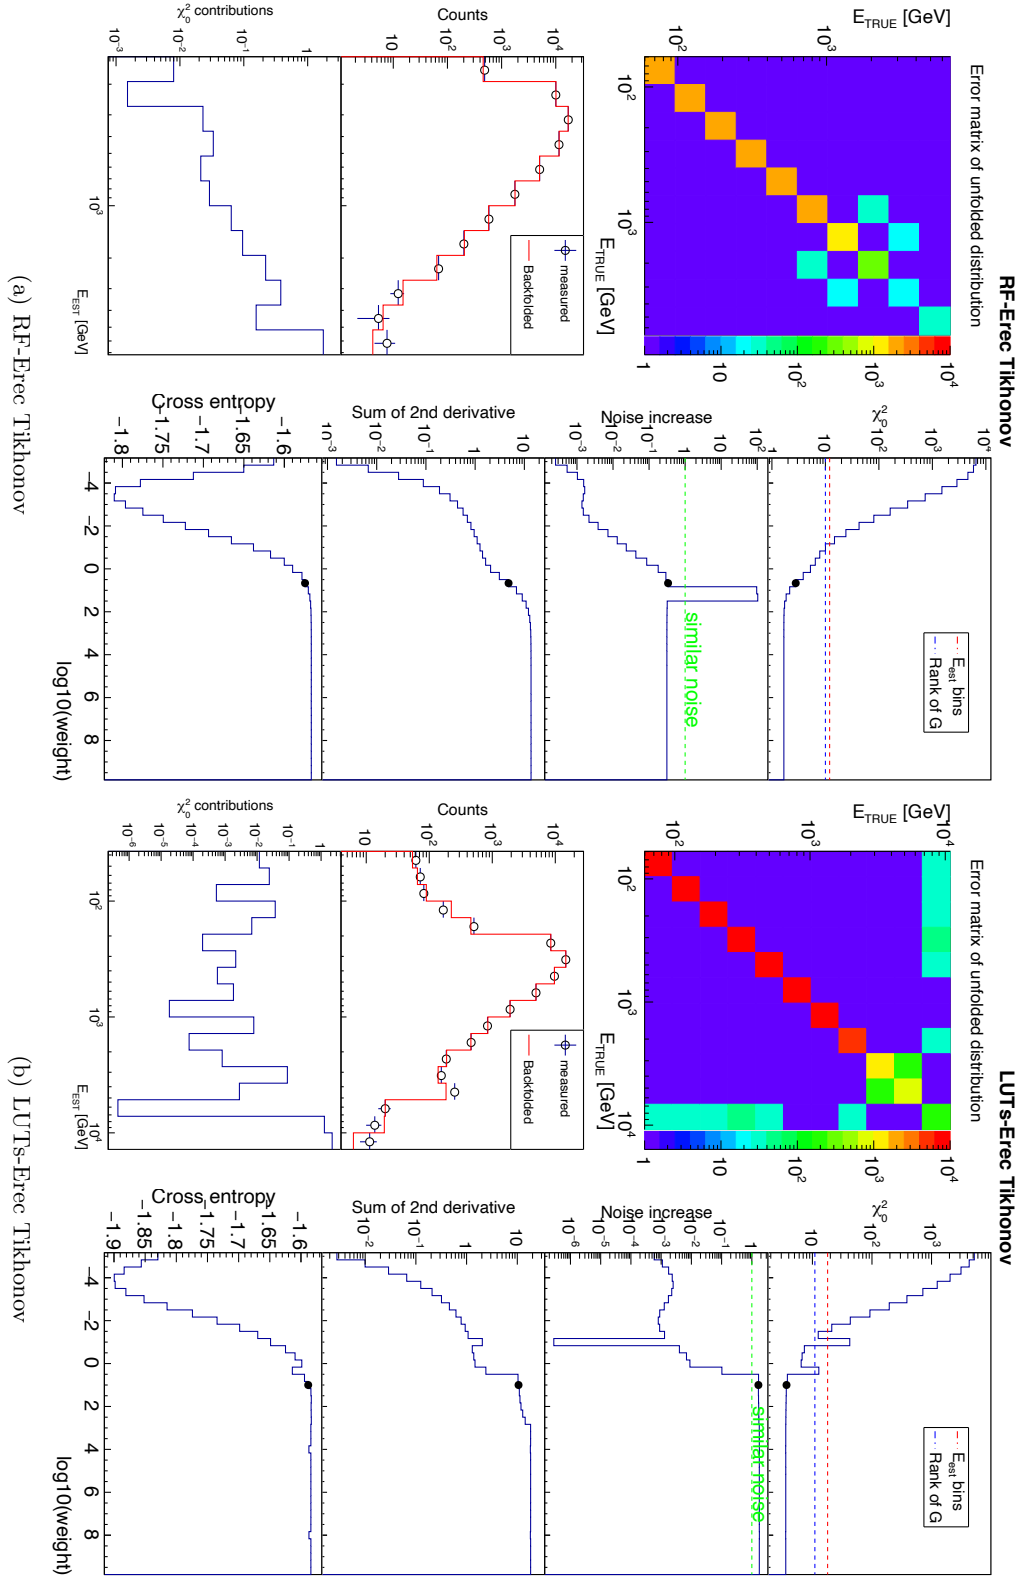 RF-Erec Tikhonov
Error matrix of unfolded distribution
E_TRUE [GeV]
10^3
10^2
10^2
10^3
E_TRUE [GeV]
1
10
10^2
10^3
10^4
Counts
10^4
10^3
10^2
10
measured
Backfolded
χ_0^2 contributions
1
10^-1
10^-2
10^-3
10^3
E_EST [GeV]
χ_0^2
10^4
10^3
10^2
10
1
E_est bins
Rank of G
Noise increase
10^2
10
1
10^-1
10^-3
similar noise
Sum of 2nd derivative
10
1
10^-1
10^-2
10^-3
Cross entropy
−1.6
−1.65
−1.7
−1.75
−1.8
−4
−2
0
2
4
6
8
log10(weight)
(a) RF-Erec Tikhonov
LUTs-Erec Tikhonov
Error matrix of unfolded distribution
E_TRUE [GeV]
10^4
10^3
10^2
10^2
10^3
10^4
E_TRUE [GeV]
1
10
10^2
10^3
10^4
Counts
10^4
10^3
10^2
10
measured
Backfolded
χ_0^2 contributions
1
10^-1
10^-2
10^-3
10^-4
10^-5
10^-6
10^2
10^3
10^4
E_EST [GeV]
χ_0^2
10^3
10^2
10
E_est bins
Rank of G
Noise increase
1
10^-1
10^-2
10^-3
10^-4
10^-5
10^-6
similar noise
Sum of 2nd derivative
10
1
10^-1
10^-2
Cross entropy
−1.6
−1.65
−1.7
−1.75
−1.8
−1.85
−1.9
−4
−2
0
2
4
6
8
log10(weight)
(b) LUTs-Erec Tikhonov